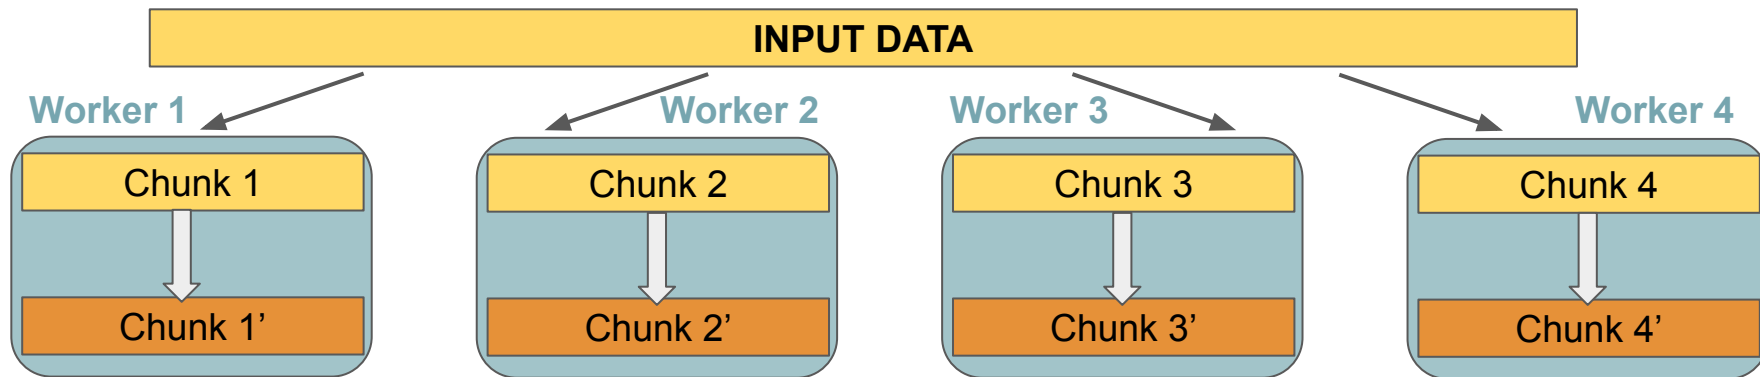 INPUT DATA
Worker 1
Worker 2
Worker 3
Worker 4
Chunk 1
Chunk 2
Chunk 3
Chunk 4
Chunk 1’
Chunk 2’
Chunk 3’
Chunk 4’